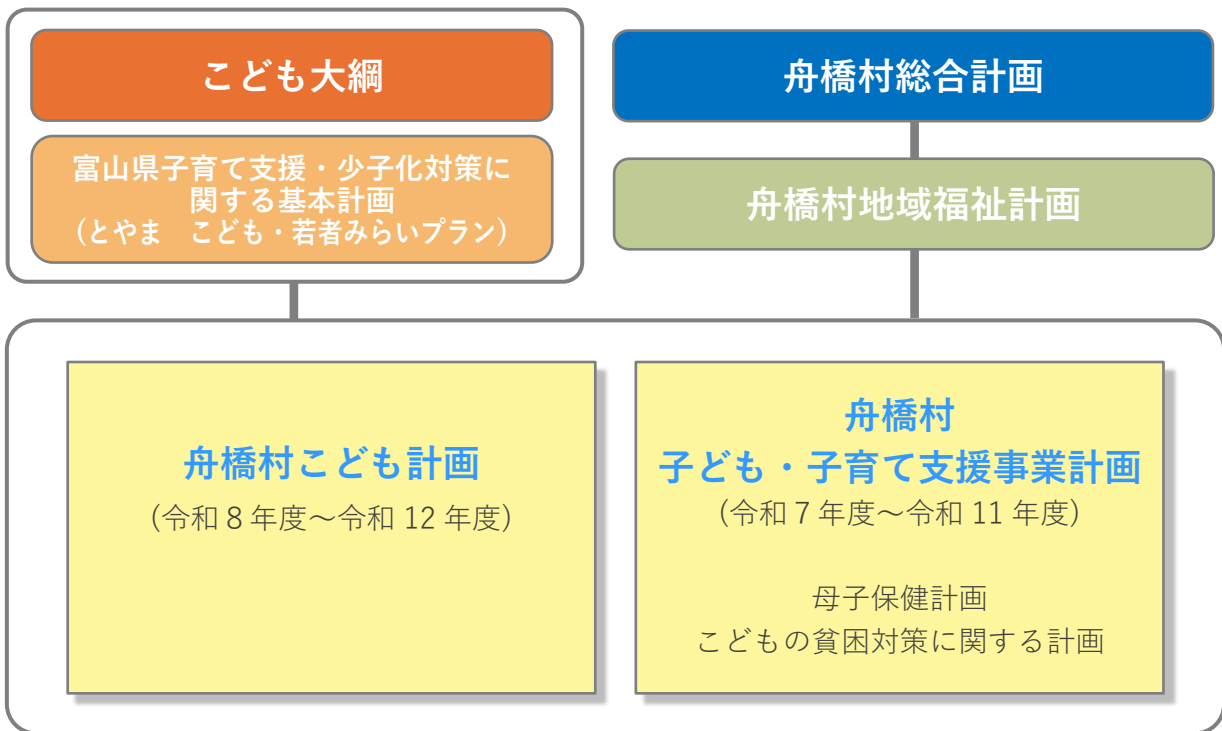 こども大綱
富山県子育て支援・少子化対策に
関する基本計画
（とやま　こども・若者みらいプラン）
舟橋村総合計画
舟橋村地域福祉計画
舟橋村こども計画
（令和 8 年度～令和 12 年度）
舟橋村
子ども・子育て支援事業計画
（令和 7 年度～令和 11 年度）
母子保健計画
こどもの貧困対策に関する計画